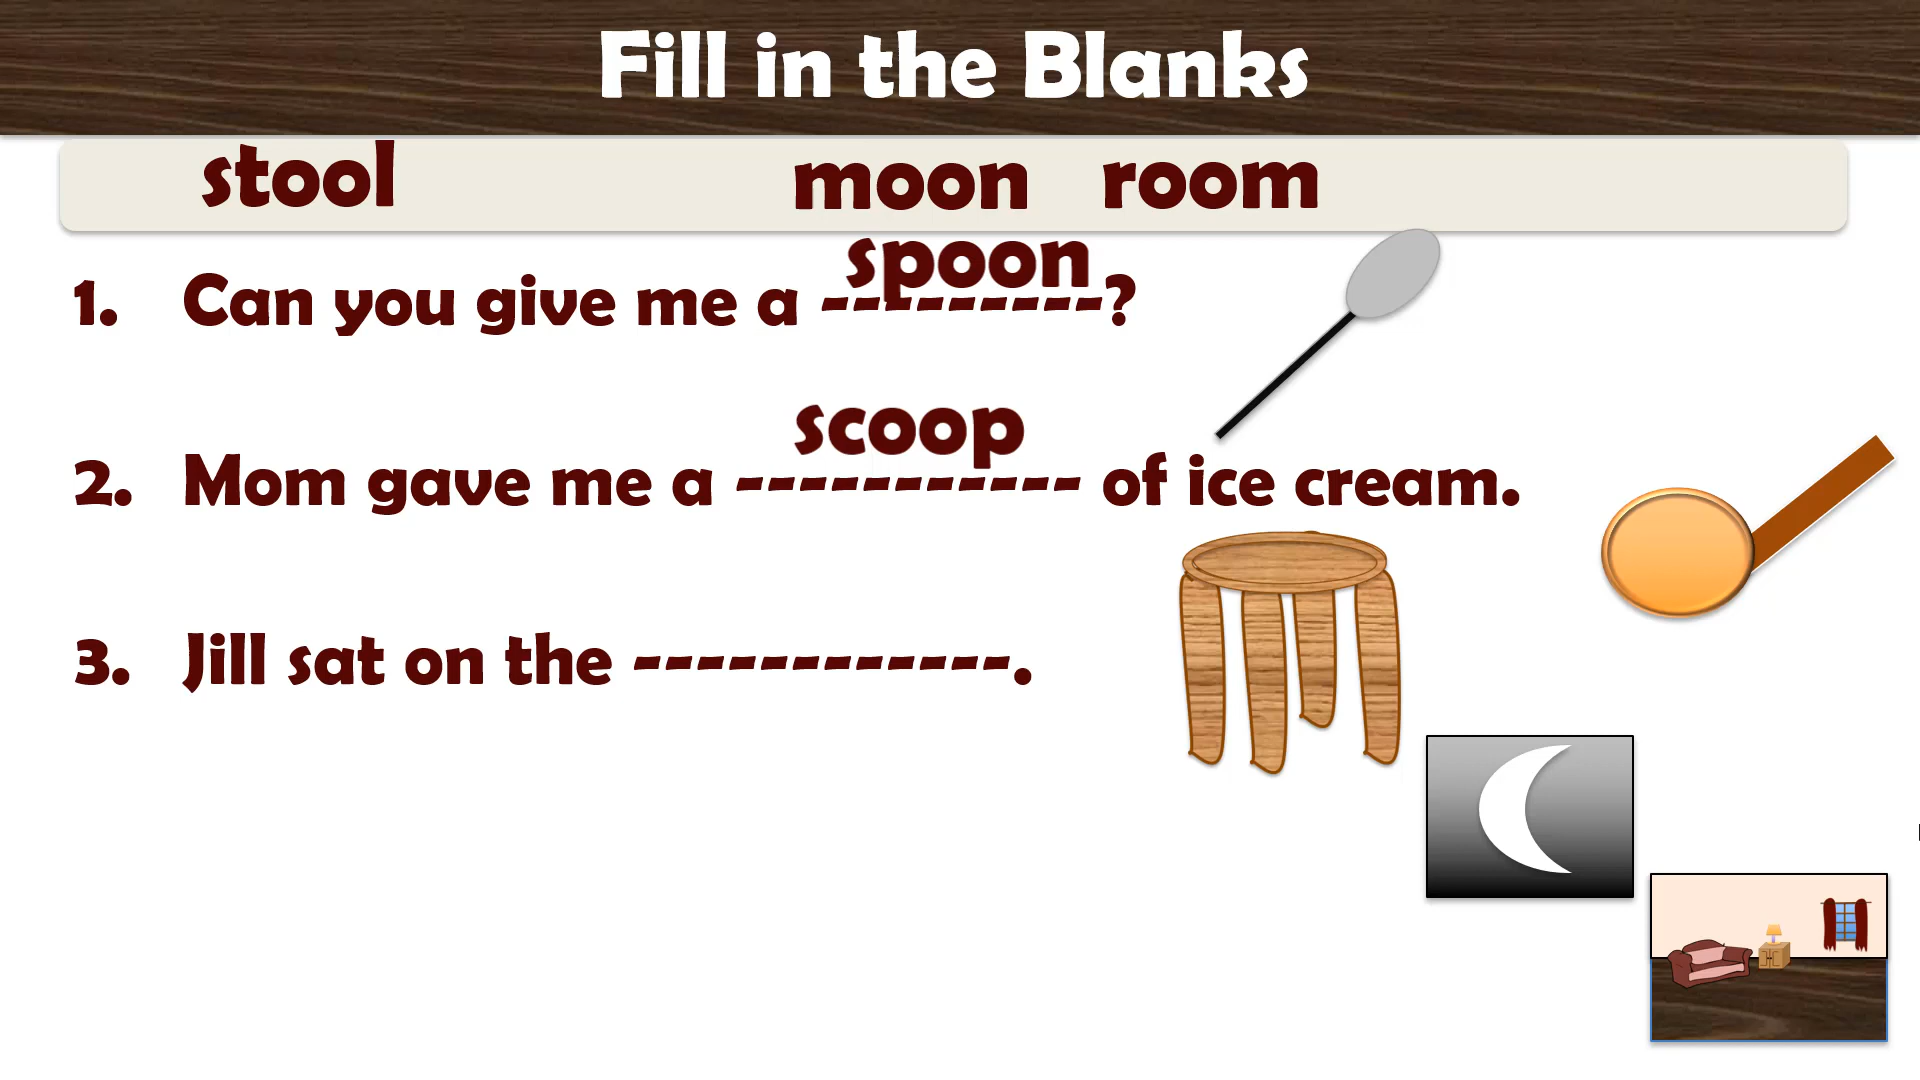 Fill in the Blanks
stool moon room
spoon
1. Can you give me a ---------?
scoop
2. Mom gave me a ----------- of ice cream.
3. Jill sat on the ------------.